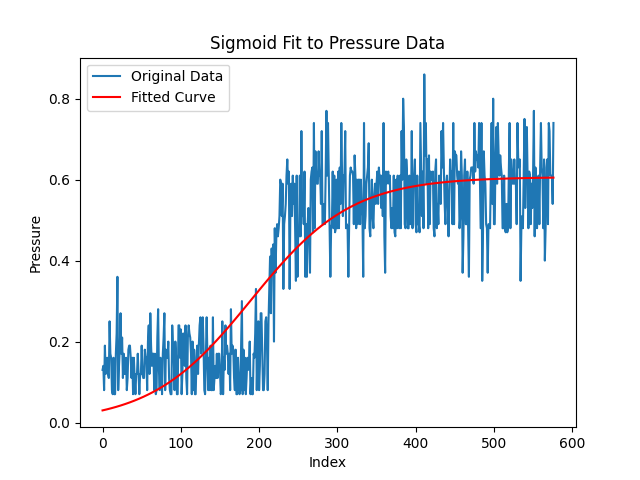 Sigmoid Fit to Pressure Data
Original Data
Fitted Curve
0.8
0.6
0.4
0.2
0.0
Pressure
0 100 200 300 400 500 600
Index